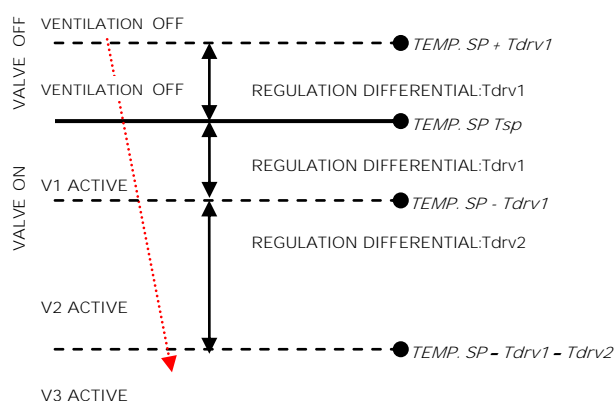 VALVE OFF
VENTILATION OFF
TEMP. SP + Tdrv1
VENTILATION OFF
REGULATION DIFFERENTIAL:Tdrv1
TEMP. SP Tsp
VALVE ON
REGULATION DIFFERENTIAL:Tdrv1
V1 ACTIVE
TEMP. SP - Tdrv1
REGULATION DIFFERENTIAL:Tdrv2
V2 ACTIVE
TEMP. SP – Tdrv1 – Tdrv2
V3 ACTIVE